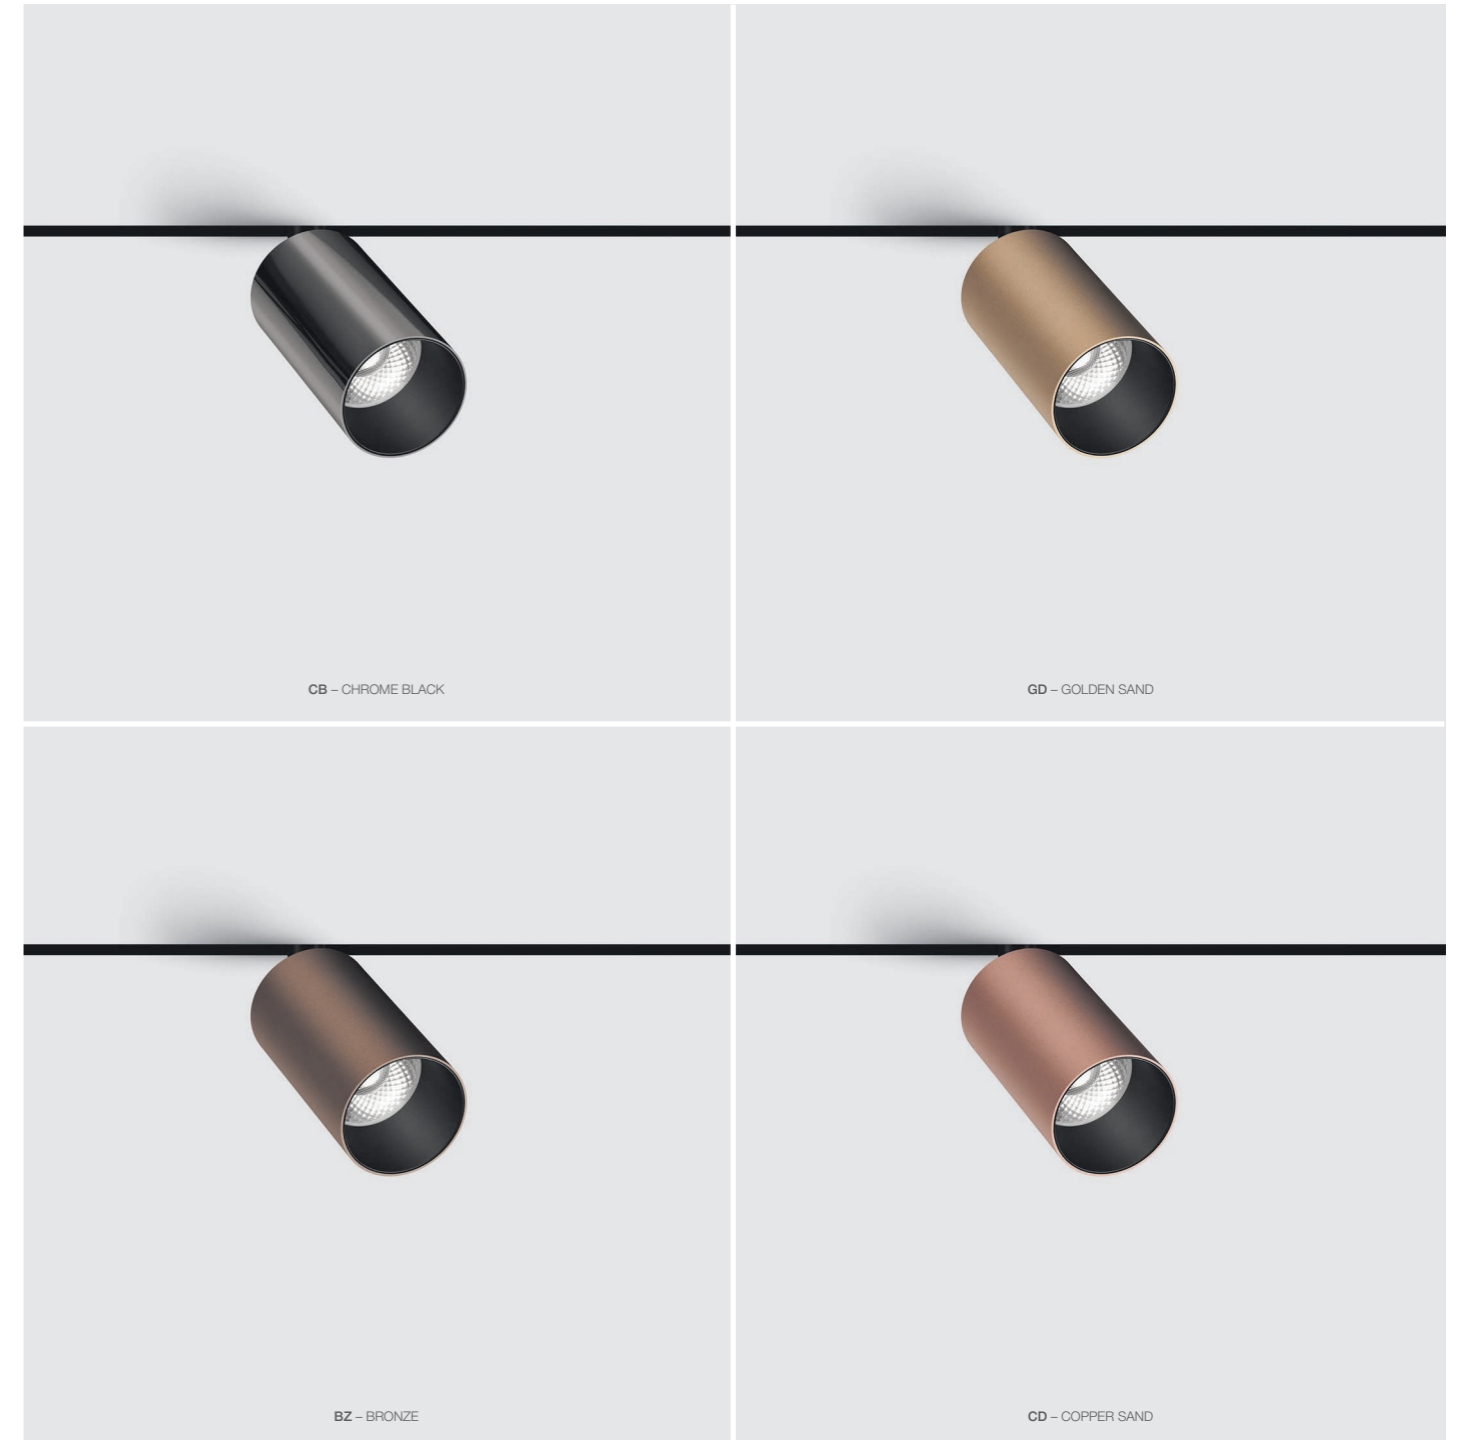 CB – CHROME BLACK
GD – GOLDEN SAND
BZ – BRONZE
CD – COPPER SAND